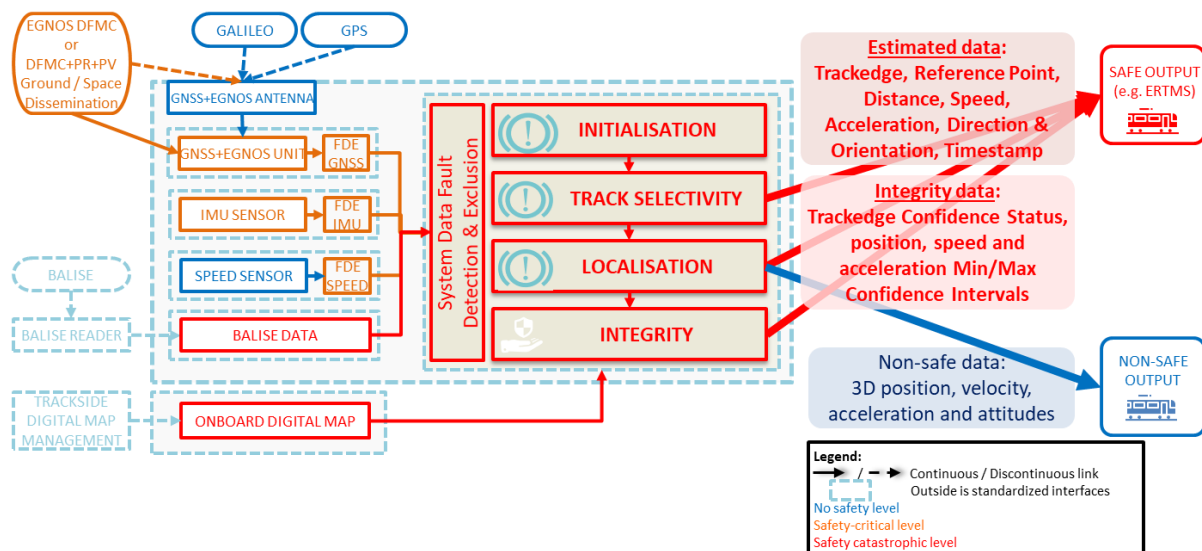 EGNOS DFMC
or
DFMC+PR+PV
Ground / Space
Dissemination
GALILEO
GPS
GNSS+EGNOS ANTENNA
GNSS+EGNOS UNIT
FDE
GNSS
IMU SENSOR
FDE
IMU
SPEED SENSOR
FDE
SPEED
BALISE
BALISE READER
BALISE DATA
TRACKSIDE
DIGITAL MAP
MANAGEMENT
ONBOARD DIGITAL MAP
System Data Fault
Detection & Exclusion
INITIALISATION
TRACK SELECTIVITY
LOCALISATION
INTEGRITY
Estimated data:
Trackedge, Reference Point,
Distance, Speed,
Acceleration, Direction &
Orientation, Timestamp
Integrity data:
Trackedge Confidence Status,
position, speed and
acceleration Min/Max
Confidence Intervals
Non-safe data:
3D position, velocity,
acceleration and attitudes
SAFE OUTPUT
(e.g. ERTMS)
NON-SAFE
OUTPUT
Legend:
/ Continuous / Discontinuous link
Outside is standardized interfaces
No safety level
Safety-critical level
Safety catastrophic level